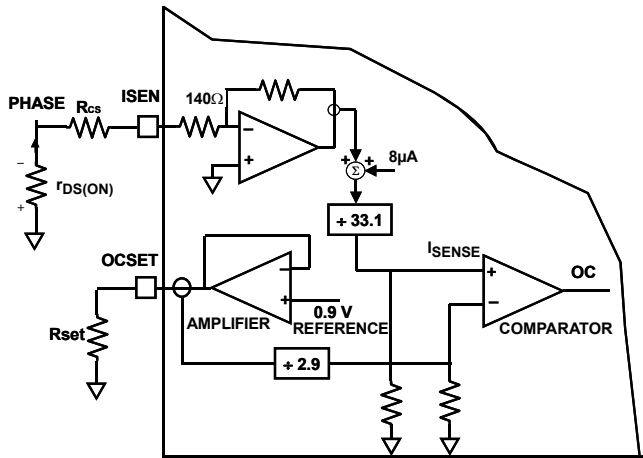 PHASE
Rcs
ISEN
140Ω
−
+
−
+
rDS(ON)
+
+
Σ
8µA
÷ 33.1
OCSET
ISENSE
OC
+
−
−
+
0.9 V
AMPLIFIER
REFERENCE
COMPARATOR
Rset
÷ 2.9